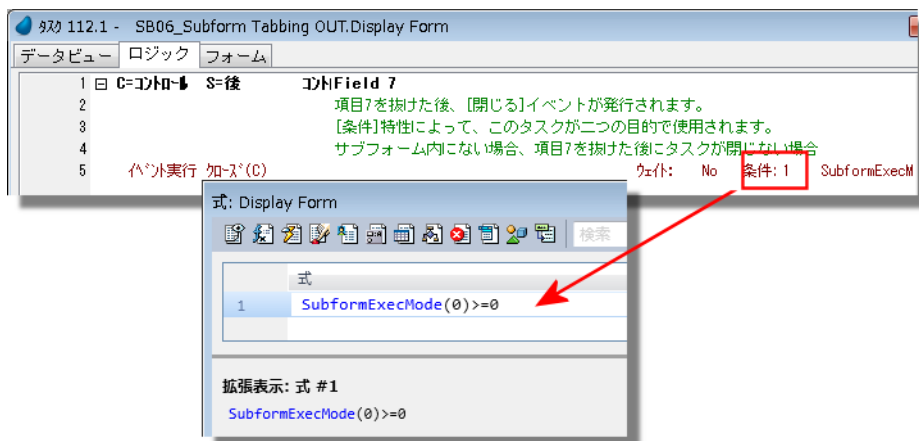 タスク 112.1 - SB06_Subform Tabbing OUT.Display Form
データビュー ロジック フォーム
1 C=コントロール S=後 コントField 7
2 項目7を抜けた後、[閉じる]イベントが発行されます。
3 [条件]特性によって、このタスクが二つの目的で使用されます。
4 サブフォーム内にない場合、項目7を抜けた後にタスクが閉じない場合
5 イベント実行 クローズ(C) ウェイト: No 条件: 1 SubformExecM
式: Display Form
検索
式
1 SubformExecMode(0)>=0
拡張表示: 式 #1
SubformExecMode(0)>=0